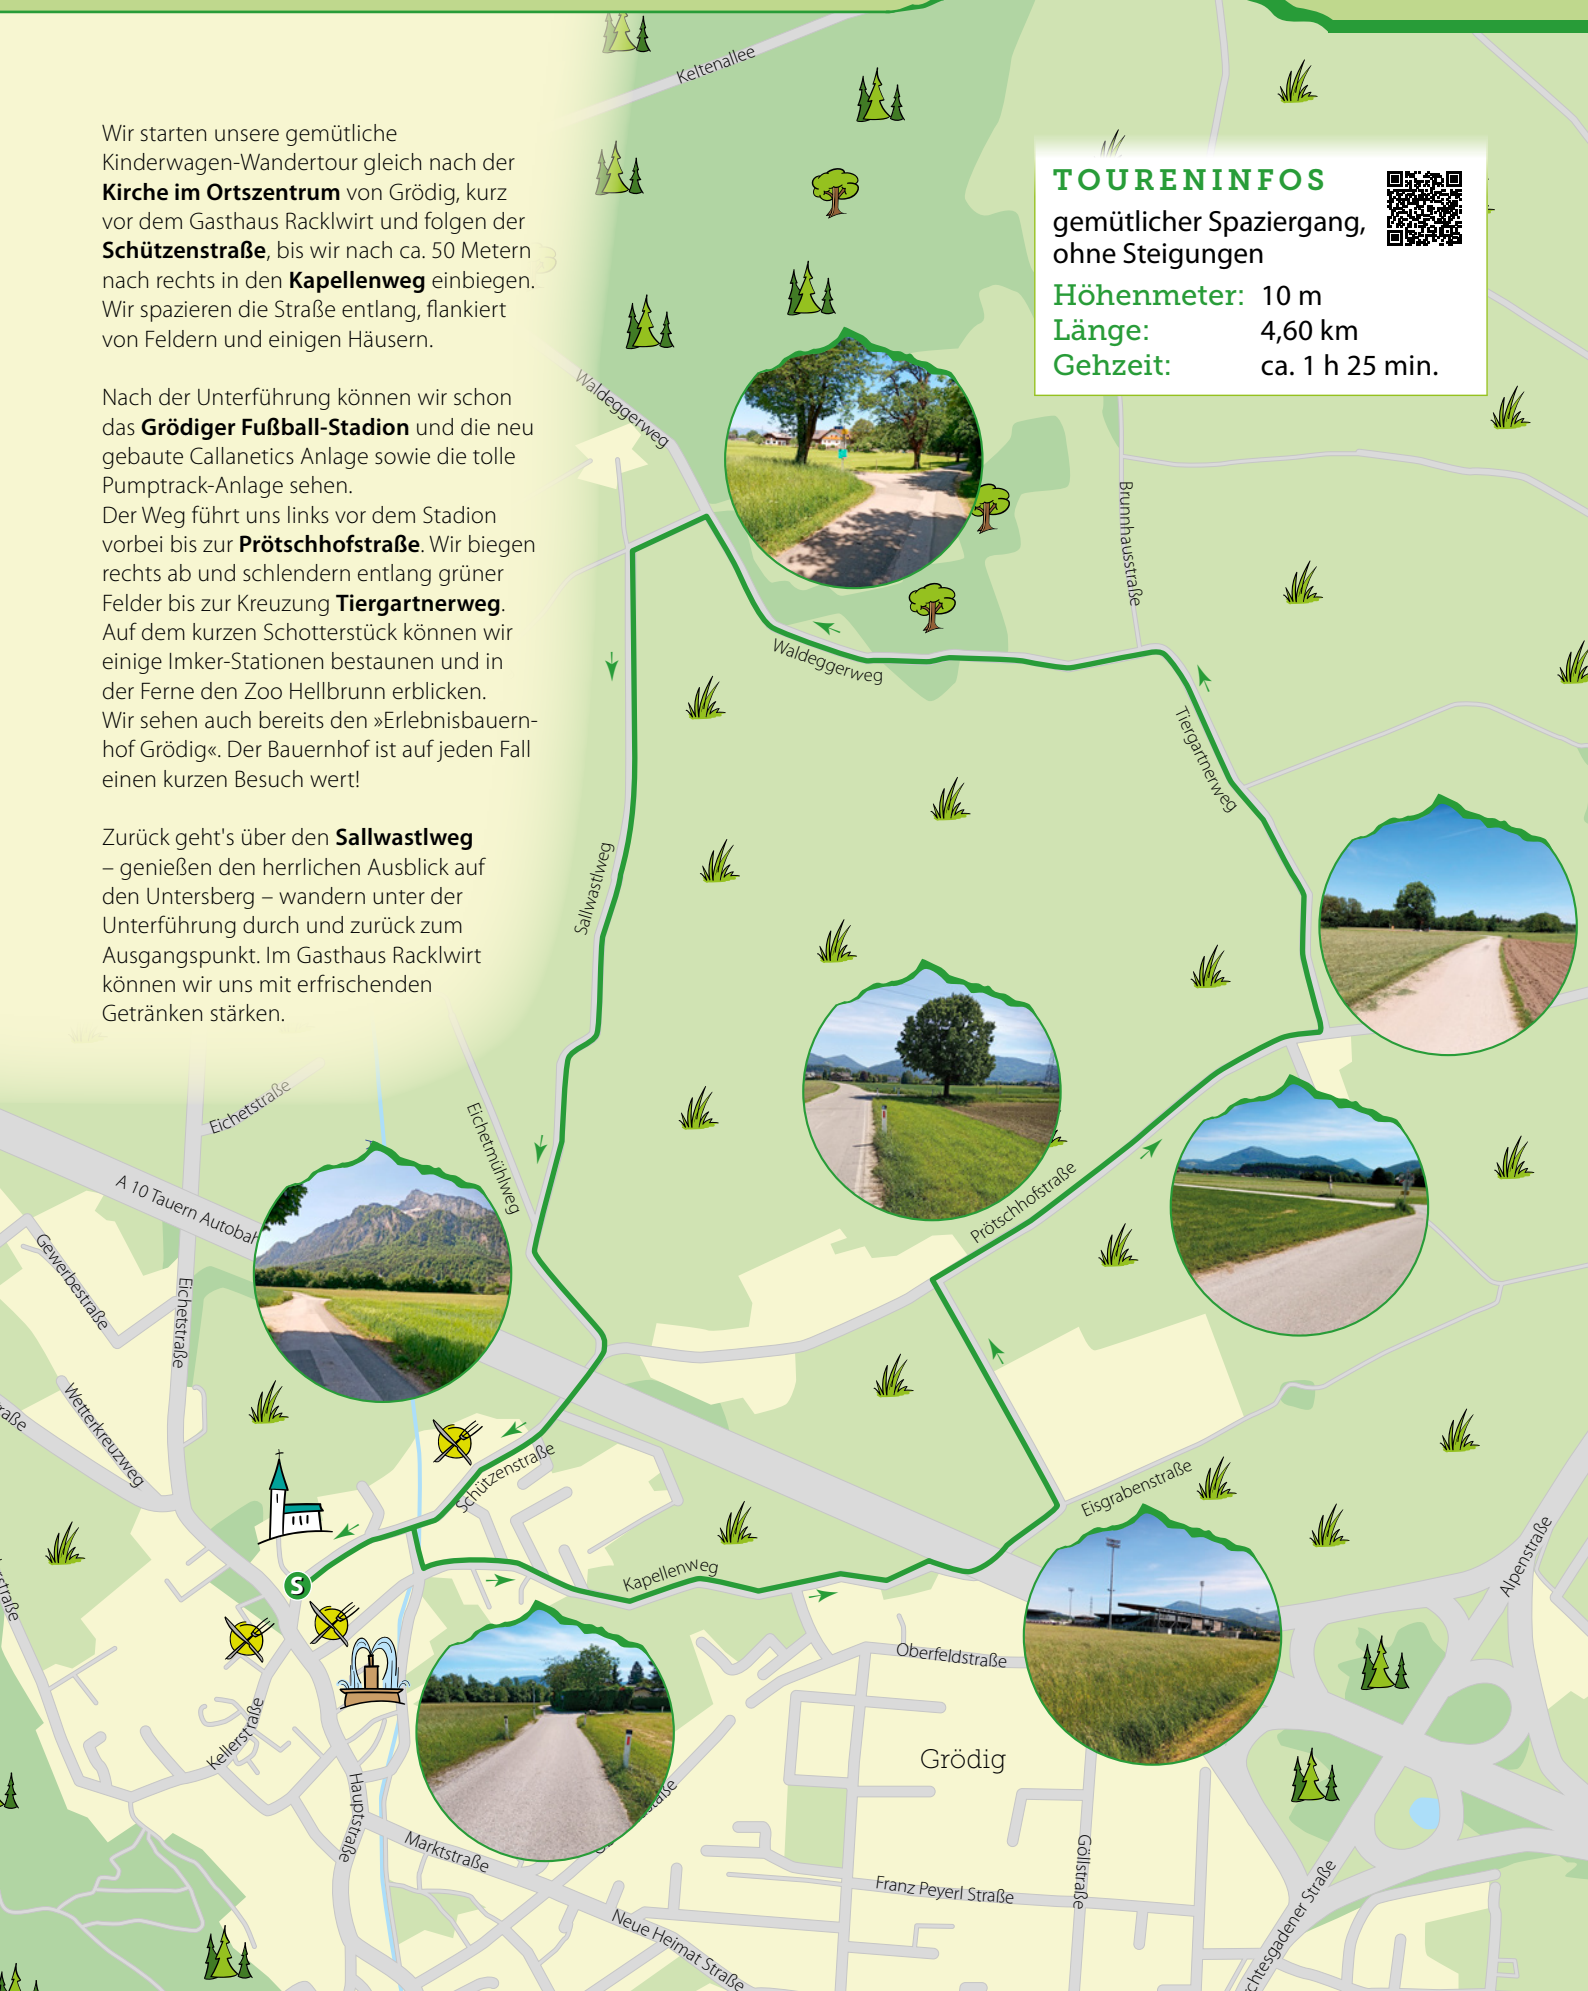 Keltenallee
Wir starten unsere gemütliche
Kinderwagen-Wandertour gleich nach der
Kirche im Ortszentrum von Grödig, kurz
vor dem Gasthaus Racklwirt und folgen der
Schützenstraße, bis wir nach ca. 50 Metern
nach rechts in den Kapellenweg einbiegen.
Wir spazieren die Straße entlang, flankiert
von Feldern und einigen Häusern.
Nach der Unterführung können wir schon
das Grödiger Fußball-Stadion und die neu
gebaute Callanetics Anlage sowie die tolle
Pumptrack-Anlage sehen.
Der Weg führt uns links vor dem Stadion
vorbei bis zur Prötschhofstraße. Wir biegen
rechts ab und schlendern entlang grüner
Felder bis zur Kreuzung Tiergartnerweg.
Auf dem kurzen Schotterstück können wir
einige Imker-Stationen bestaunen und in
der Ferne den Zoo Hellbrunn erblicken.
Wir sehen auch bereits den »Erlebnisbauern-
hof Grödig«. Der Bauernhof ist auf jeden Fall
einen kurzen Besuch wert!
Zurück geht's über den Sallwastlweg
– genießen den herrlichen Ausblick auf
den Untersberg – wandern unter der
Unterführung durch und zurück zum
Ausgangspunkt. Im Gasthaus Racklwirt
können wir uns mit erfrischenden
Getränken stärken.
TOURENINFOS
gemütlicher Spaziergang,
ohne Steigungen
Höhenmeter: 10 m
Länge: 4,60 km
Gehzeit: ca. 1 h 25 min.
Waldeggerweg
Brunnhausstraße
Waldeggerweg
Tiergartnerweg
Sallwastlweg
Eichetstraße
Eichetmühlweg
A 10 Tauern Autobah
Prötschhofstraße
Gewerbestraße
Eichetstraße
Wetterkreuzweg
raße
Schützenstraße
Eisgrabenstraße
Alpenstraße
Kapellenweg
S
rstraße
Oberfeldstraße
Kellerstraße
Grödig
Hauptstraße
Marktstraße
Göllstraße
Franz Peyerl Straße
Neue Heimat Straße
chtesgadener Straße